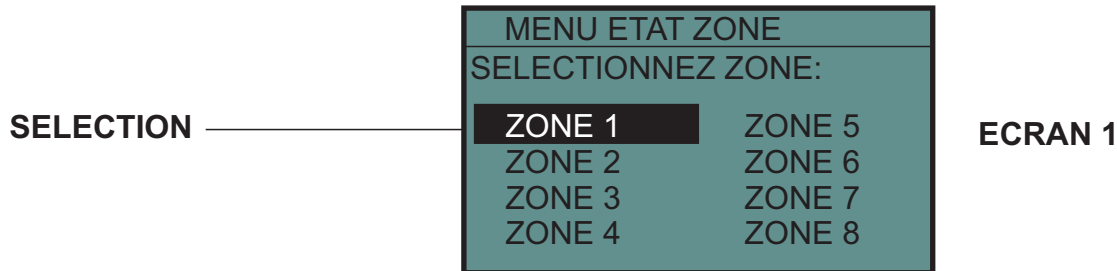 MENU ETAT ZONE
SELECTIONNEZ ZONE:
SELECTION
ZONE 1 ZONE 5
ECRAN 1
ZONE 2 ZONE 6
ZONE 3 ZONE 7
ZONE 4 ZONE 8